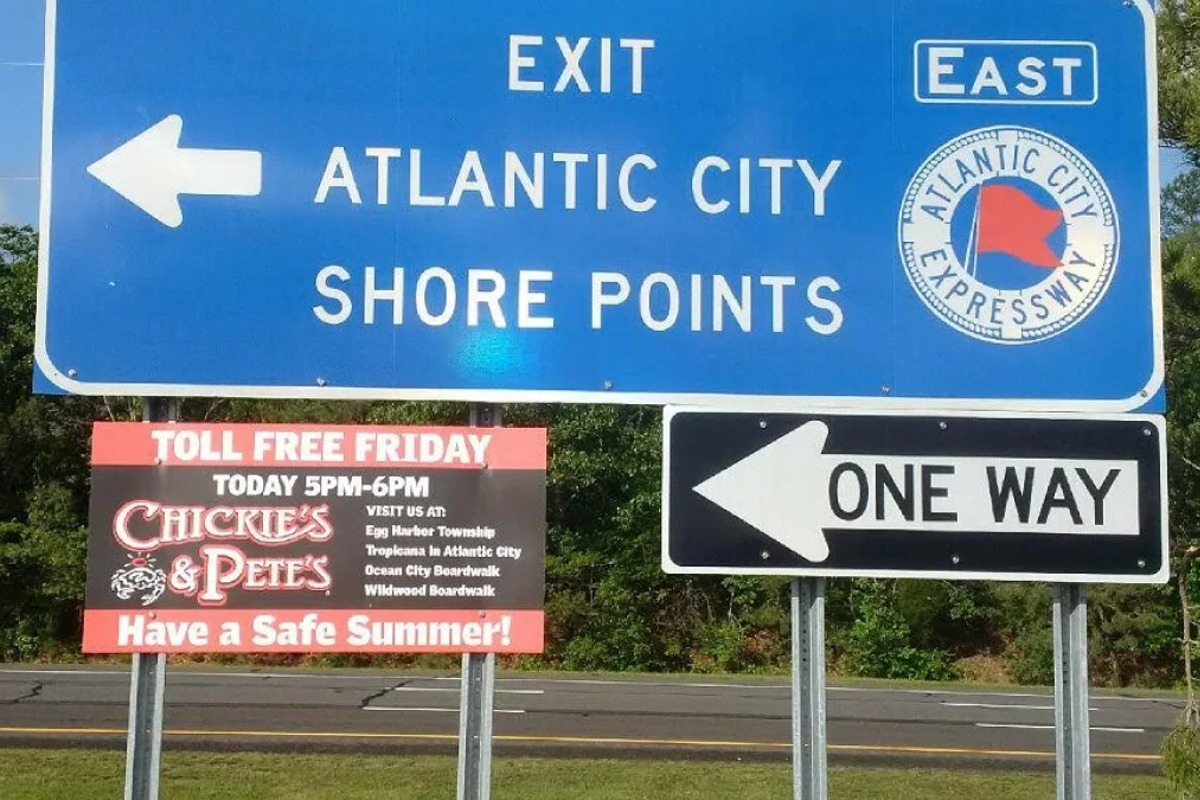 EXIT
EAST
ATLANTIC CITY
SHORE POINTS
ATLANTIC CITY
EXPRESSWAY
TOLL FREE FRIDAY
TODAY 5PM-6PM
CHICKIE'S
& PETE'S
VISIT US AT:
Egg Harbor Township
Tropicana in Atlantic City
Ocean City Boardwalk
Wildwood Boardwalk
Have a Safe Summer!
ONE WAY